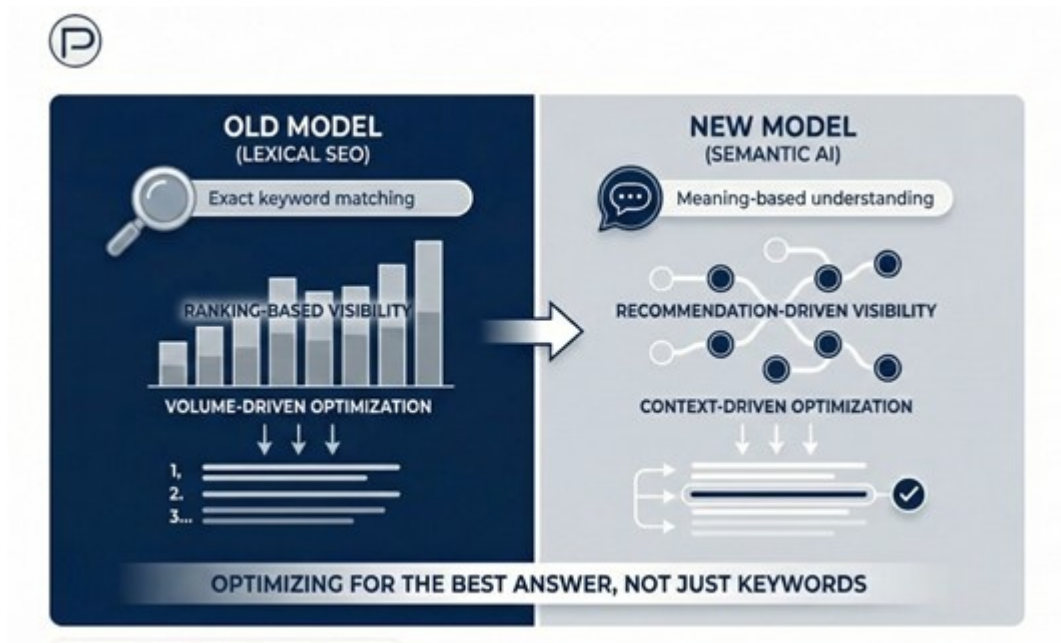 P
OLD MODEL
(LEXICAL SEO)
Exact keyword matching
RANKING-BASED VISIBILITY
VOLUME-DRIVEN OPTIMIZATION
1,
2.
3...
NEW MODEL
(SEMANTIC AI)
Meaning-based understanding
RECOMMENDATION-DRIVEN VISIBILITY
CONTEXT-DRIVEN OPTIMIZATION
OPTIMIZING FOR THE BEST ANSWER, NOT JUST KEYWORDS